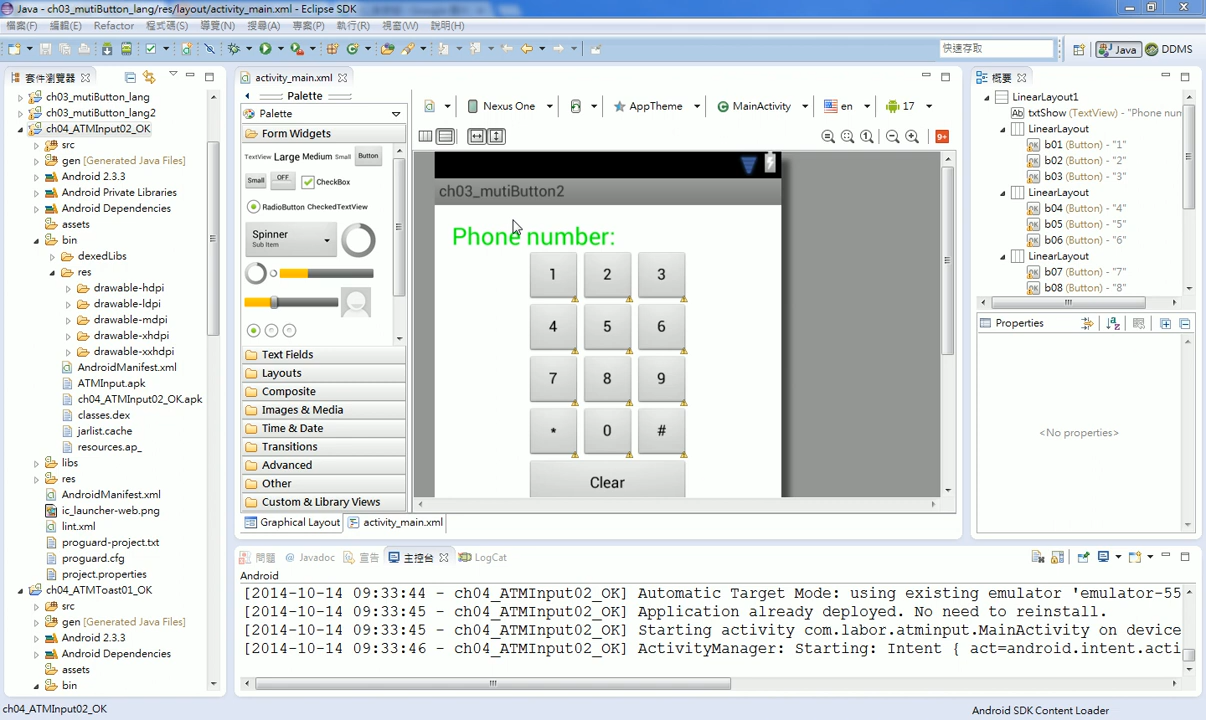 Java - ch03_mutiButton_lang/res/layout/activity_main.xml - Eclipse SDK
檔案(F) 編輯(E) Refactor 程式碼(S) 導覽(N) 搜尋(A) 專案(P) 執行(R) 視窗(W) 說明(H)
快速存取
Java
DDMS
套件瀏覽器
ch03_mutiButton_lang
ch03_mutiButton_lang2
ch04_ATMInput02_OK
src
gen [Generated Java Files]
Android 2.3.3
Android Private Libraries
Android Dependencies
assets
bin
dexedLibs
res
drawable-hdpi
drawable-ldpi
drawable-mdpi
drawable-xhdpi
drawable-xxhdpi
AndroidManifest.xml
ATMInput.apk
ch04_ATMInput02_OK.apk
classes.dex
jarlist.cache
resources.ap_
libs
res
AndroidManifest.xml
ic_launcher-web.png
lint.xml
proguard-project.txt
proguard.cfg
project.properties
ch04_ATMToast01_OK
src
gen [Generated Java Files]
Android 2.3.3
Android Dependencies
assets
bin
activity_main.xml
Palette
Palette
Form Widgets
TextView Large Medium Small Button
Small OFF CheckBox
RadioButton CheckedTextView
Spinner
Sub Item
Text Fields
Layouts
Composite
Images & Media
Time & Date
Transitions
Advanced
Other
Custom & Library Views
Graphical Layout activity_main.xml
Nexus One AppTheme MainActivity en 17
9+
ch03_mutiButton2
Phone number:
1 2 3
4 5 6
7 8 9
* 0 #
Clear
概要
LinearLayout1
txtShow (TextView) - "Phone num
LinearLayout
b01 (Button) - "1"
b02 (Button) - "2"
b03 (Button) - "3"
LinearLayout
b04 (Button) - "4"
b05 (Button) - "5"
b06 (Button) - "6"
LinearLayout
b07 (Button) - "7"
b08 (Button) - "8"
Properties
<No properties>
問題 @ Javadoc 宣告 主控台 LogCat
Android
[2014-10-14 09:33:44 - ch04_ATMInput02_OK] Automatic Target Mode: using existing emulator 'emulator-55
[2014-10-14 09:33:45 - ch04_ATMInput02_OK] Application already deployed. No need to reinstall.
[2014-10-14 09:33:45 - ch04_ATMInput02_OK] Starting activity com.labor.atminput.MainActivity on device
[2014-10-14 09:33:46 - ch04_ATMInput02_OK] ActivityManager: Starting: Intent { act=android.intent.acti
ch04_ATMInput02_OK
Android SDK Content Loader